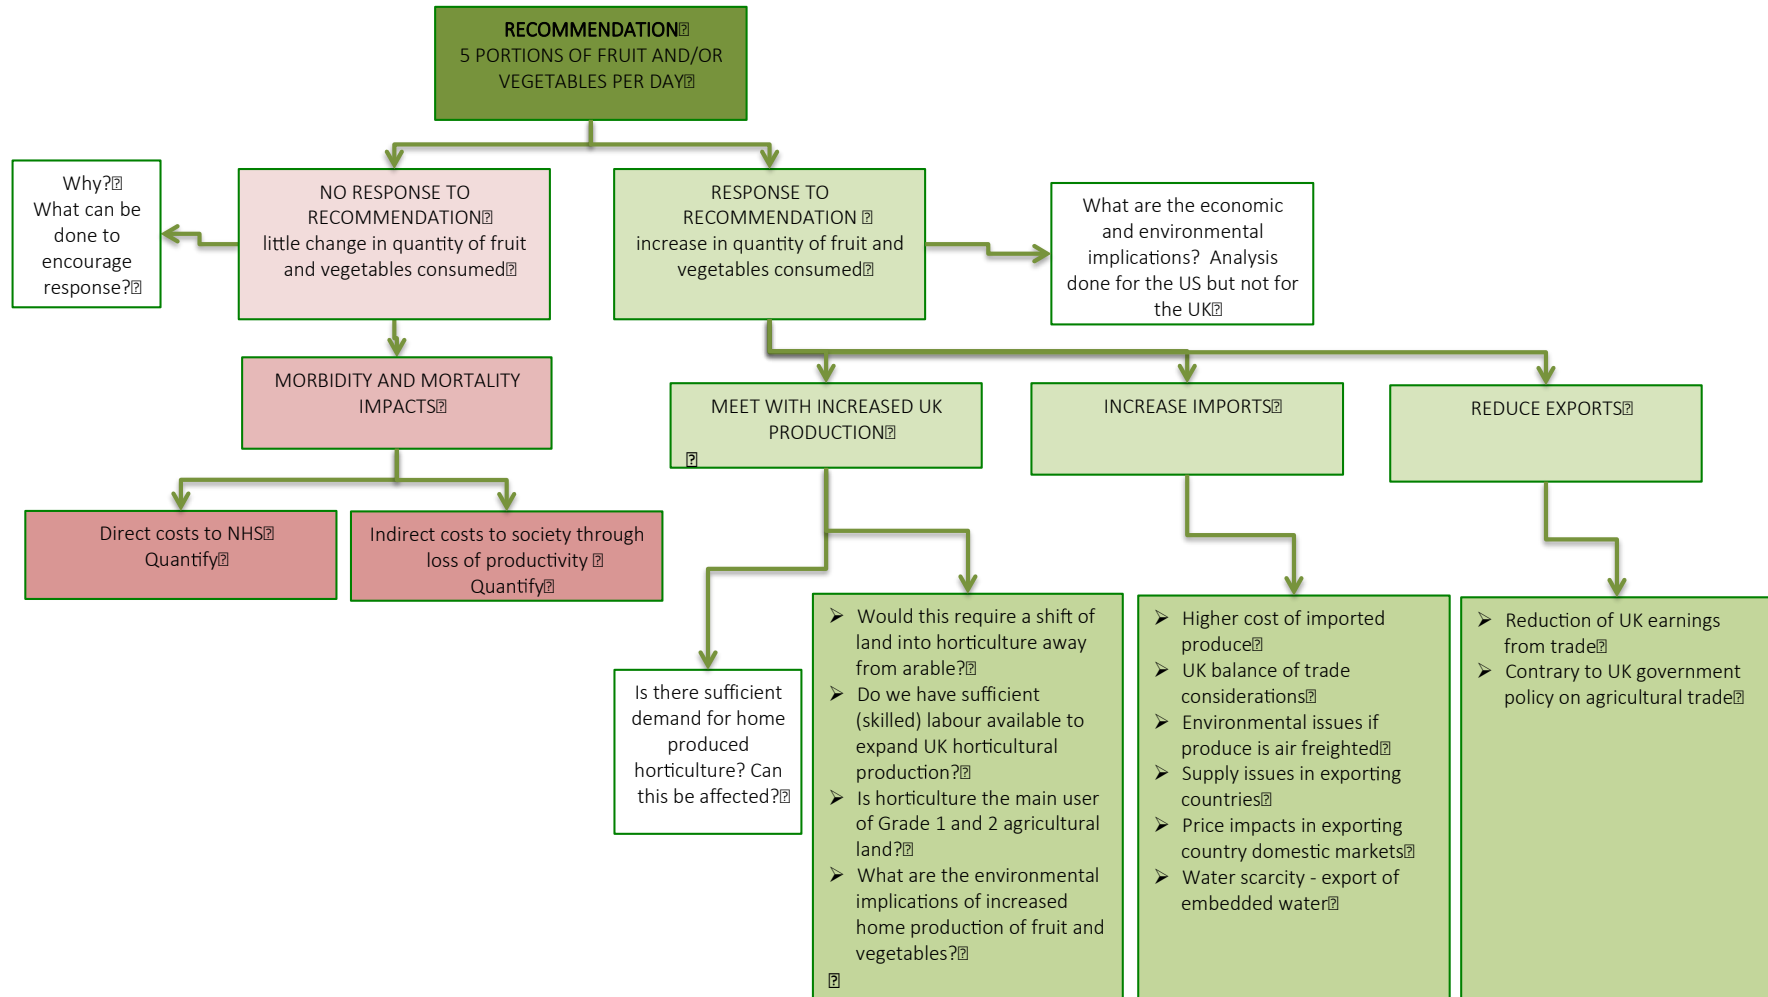 RECOMMENDATION
5 PORTIONS OF FRUIT AND/OR
VEGETABLES PER DAY
Why?
What can be
done to
encourage
response?
NO RESPONSE TO
RECOMMENDATION
little change in quantity of fruit
and vegetables consumed
RESPONSE TO
RECOMMENDATION
increase in quantity of fruit and
vegetables consumed
What are the economic
and environmental
implications?  Analysis
done for the US but not for
the UK
MORBIDITY AND MORTALITY
IMPACTS
MEET WITH INCREASED UK
PRODUCTION
INCREASE IMPORTS
REDUCE EXPORTS
Direct costs to NHS
Quantify
Indirect costs to society through
loss of productivity
Quantify
Is there sufficient
demand for home
produced
horticulture? Can
this be affected?
➢ Would this require a shift of
land into horticulture away
from arable?
➢ Do we have sufficient
(skilled) labour available to
expand UK horticultural
production?
➢ Is horticulture the main user
of Grade 1 and 2 agricultural
land?
➢ What are the environmental
implications of increased
home production of fruit and
vegetables?
➢ Higher cost of imported
produce
➢ UK balance of trade
considerations
➢ Environmental issues if
produce is air freighted
➢ Supply issues in exporting
countries
➢ Price impacts in exporting
country domestic markets
➢ Water scarcity - export of
embedded water
➢ Reduction of UK earnings
from trade
➢ Contrary to UK government
policy on agricultural trade